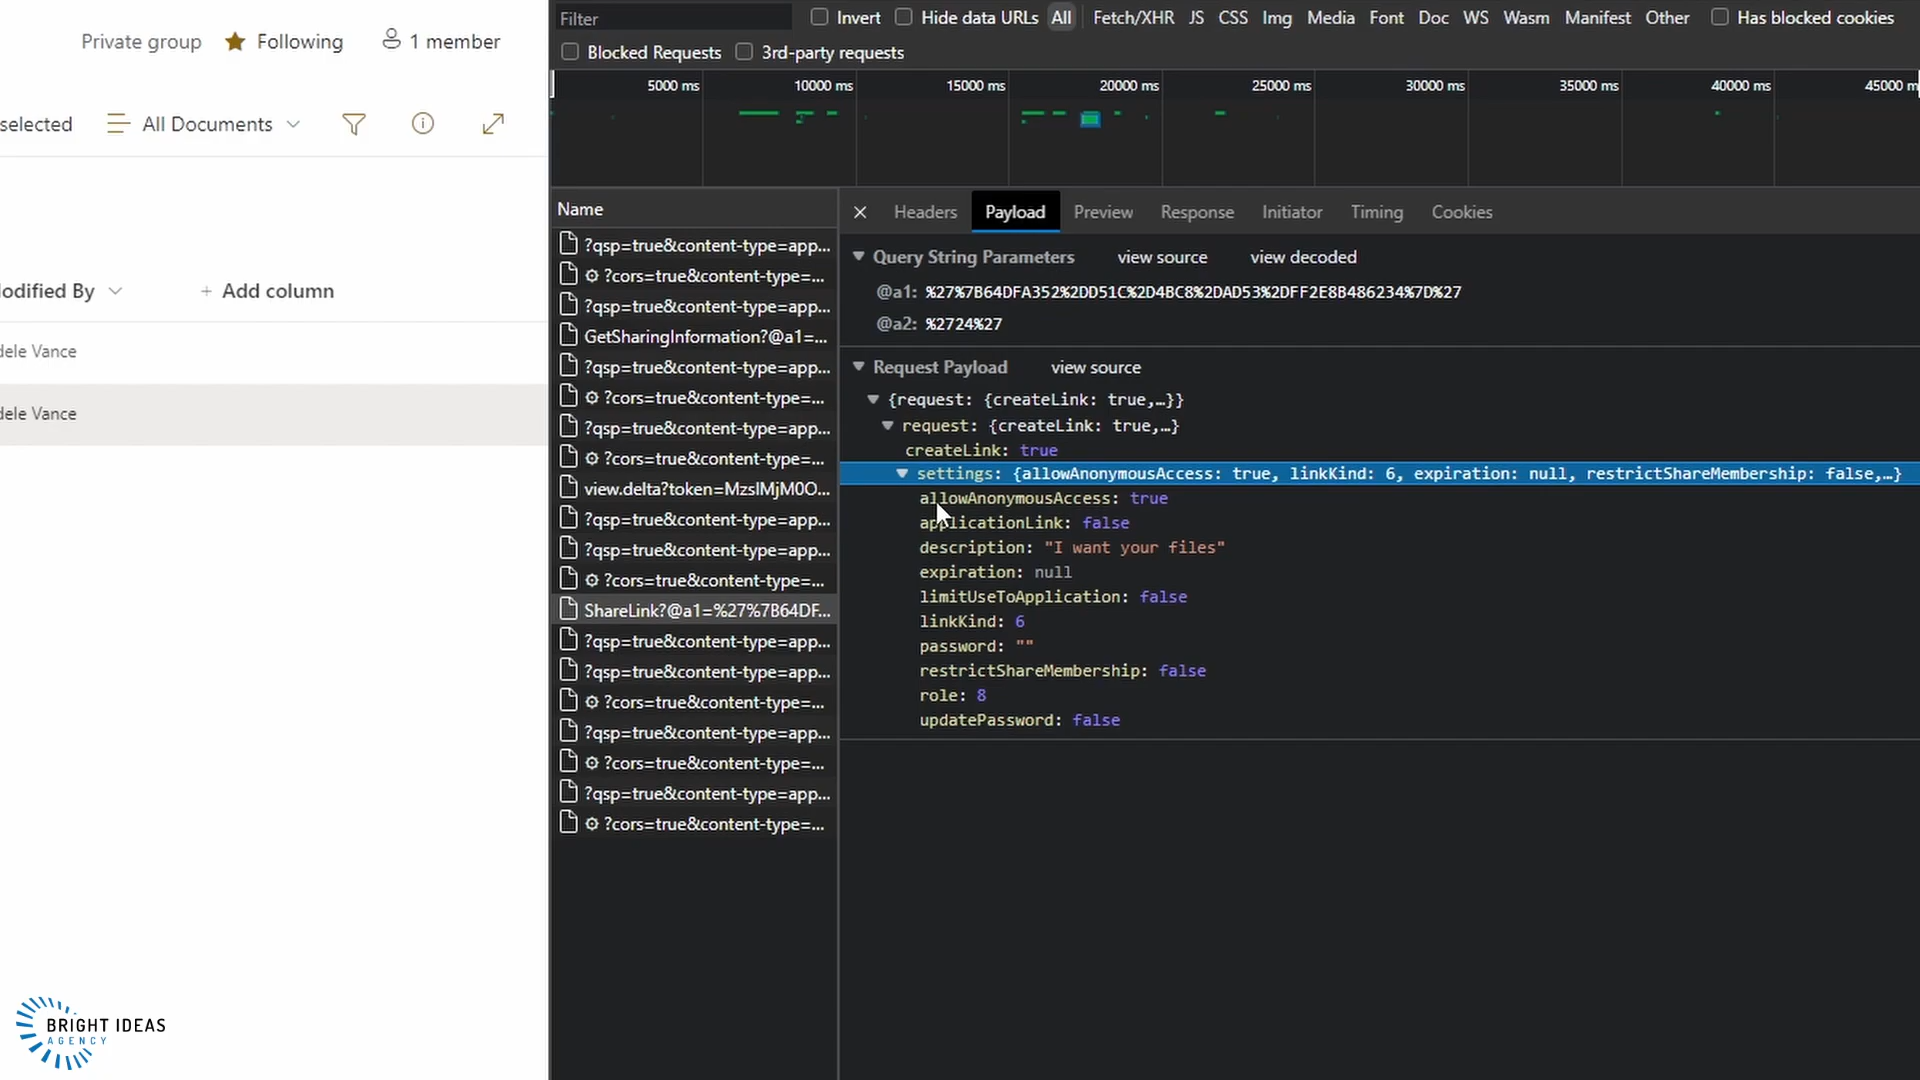 Private group
Following
1 member
selected
All Documents
odified By
+ Add column
dele Vance
dele Vance
BRIGHT IDEAS
AGENCY
Filter
Invert
Hide data URLs
All
Fetch/XHR
JS
CSS
Img
Media
Font
Doc
WS
Wasm
Manifest
Other
Has blocked cookies
Blocked Requests
3rd-party requests
5000 ms
10000 ms
15000 ms
20000 ms
25000 ms
30000 ms
35000 ms
40000 ms
45000 m
Name
?qsp=true&content-type=app...
?cors=true&content-type=...
?qsp=true&content-type=app...
GetSharingInformation?@a1=...
?qsp=true&content-type=app...
?cors=true&content-type=...
?qsp=true&content-type=app...
?cors=true&content-type=...
view.delta?token=MzslMjM0O...
?qsp=true&content-type=app...
?qsp=true&content-type=app...
?cors=true&content-type=...
ShareLink?@a1=%27%7B64DF...
?qsp=true&content-type=app...
?qsp=true&content-type=app...
?cors=true&content-type=...
?qsp=true&content-type=app...
?cors=true&content-type=...
?qsp=true&content-type=app...
?cors=true&content-type=...
Headers
Payload
Preview
Response
Initiator
Timing
Cookies
Query String Parameters view source view decoded
@a1: %27%7B64DFA352%2DD51C%2D4BC8%2DAD53%2DFF2E8B486234%7D%27
@a2: %2724%27
Request Payload view source
{request: {createLink: true,…}}
request: {createLink: true,…}
createLink: true
settings: {allowAnonymousAccess: true, linkKind: 6, expiration: null, restrictShareMembership: false,…}
allowAnonymousAccess: true
applicationLink: false
description: "I want your files"
expiration: null
limitUseToApplication: false
linkKind: 6
password: ""
restrictShareMembership: false
role: 8
updatePassword: false